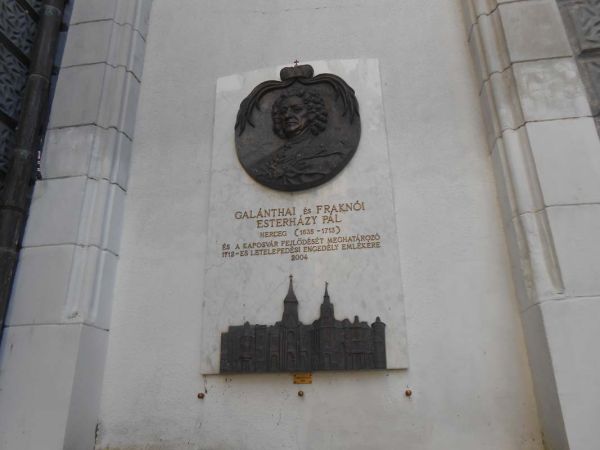 GALÁNTHAI és FRAKNÓI
ESTERHÁZY PÁL
HERCEG (1635-1713)
ÉS A KAPOSVÁR FEJLŐDÉSÉT MEGHATÁROZÓ
1712-ES LETELEPEDÉSI ENGEDÉLY EMLÉKÉRE
2004